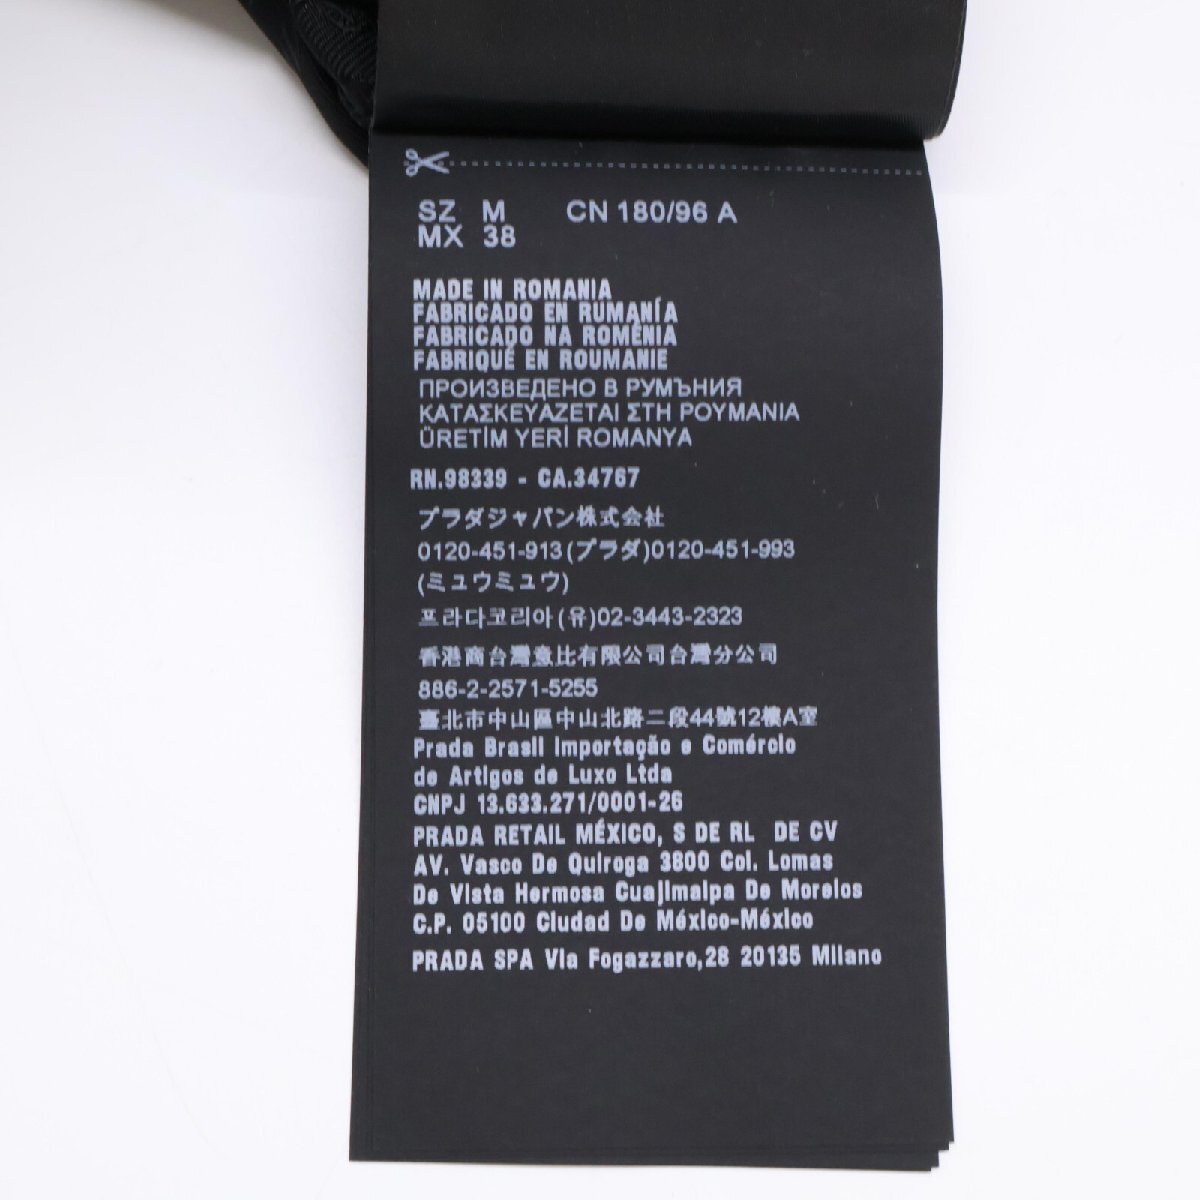 SZ M CN 180/96 A
MX 38
MADE IN ROMANIA
FABRICADO EN RUMANÍA
FABRICADO NA ROMÊNIA
FABRIQUÉ EN ROUMANIE
ПРОИЗВЕДЕНО В РУМЪНИЯ
ΚΑΤΑΣΚΕΥΑΖΕΤΑΙ ΣΤΗ ΡΟΥΜΑΝΙΑ
ÜRETİM YERİ ROMANYA
RN.98339 - CA.34767
プラダジャパン株式会社
0120-451-913(プラダ)0120-451-993
(ミュウミュウ)
프라다코리아(유)02-3443-2323
香港商台灣意比有限公司台灣分公司
886-2-2571-5255
臺北市中山區中山北路二段44號12樓A室
Prada Brasil Importação e Comércio
de Artigos de Luxo Ltda
CNPJ 13.633.271/0001-26
PRADA RETAIL MÉXICO, S DE RL DE CV
AV. Vasco De Quiroga 3800 Col. Lomas
De Vista Hermosa Cuajimalpa De Morelos
C.P. 05100 Ciudad De México-México
PRADA SPA Via Fogazzaro,28 20135 Milano